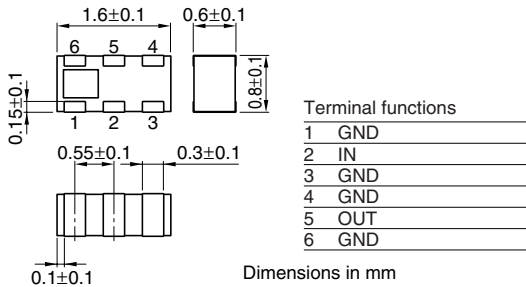 1.6±0.1
0.6±0.1
6 5 4
0.15±0.1
0.8±0.1
1 2 3
0.55±0.1
0.3±0.1
0.1±0.1
Dimensions in mm
Terminal functions
1 GND
2 IN
3 GND
4 GND
5 OUT
6 GND